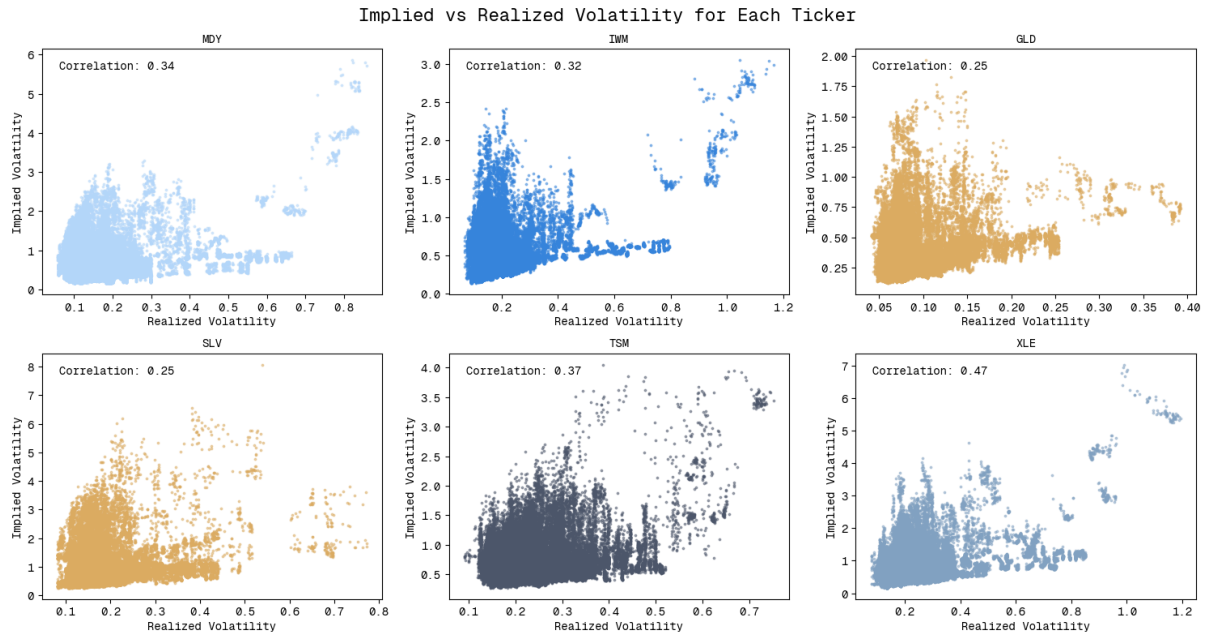 Implied vs Realized Volatility for Each Ticker
MDY
Correlation: 0.34
Implied Volatility
6
5
4
3
2
1
0
0.1 0.2 0.3 0.4 0.5 0.6 0.7 0.8
Realized Volatility
IWM
Correlation: 0.32
Implied Volatility
3.0
2.5
2.0
1.5
1.0
0.5
0.0
0.2 0.4 0.6 0.8 1.0 1.2
Realized Volatility
GLD
Correlation: 0.25
Implied Volatility
2.00
1.75
1.50
1.25
1.00
0.75
0.50
0.25
0.05 0.10 0.15 0.20 0.25 0.30 0.35 0.40
Realized Volatility
SLV
Correlation: 0.25
Implied Volatility
8
7
6
5
4
3
2
1
0
0.1 0.2 0.3 0.4 0.5 0.6 0.7 0.8
Realized Volatility
TSM
Correlation: 0.37
Implied Volatility
4.0
3.5
3.0
2.5
2.0
1.5
1.0
0.5
0.1 0.2 0.3 0.4 0.5 0.6 0.7
Realized Volatility
XLE
Correlation: 0.47
Implied Volatility
7
6
5
4
3
2
1
0
0.2 0.4 0.6 0.8 1.0 1.2
Realized Volatility